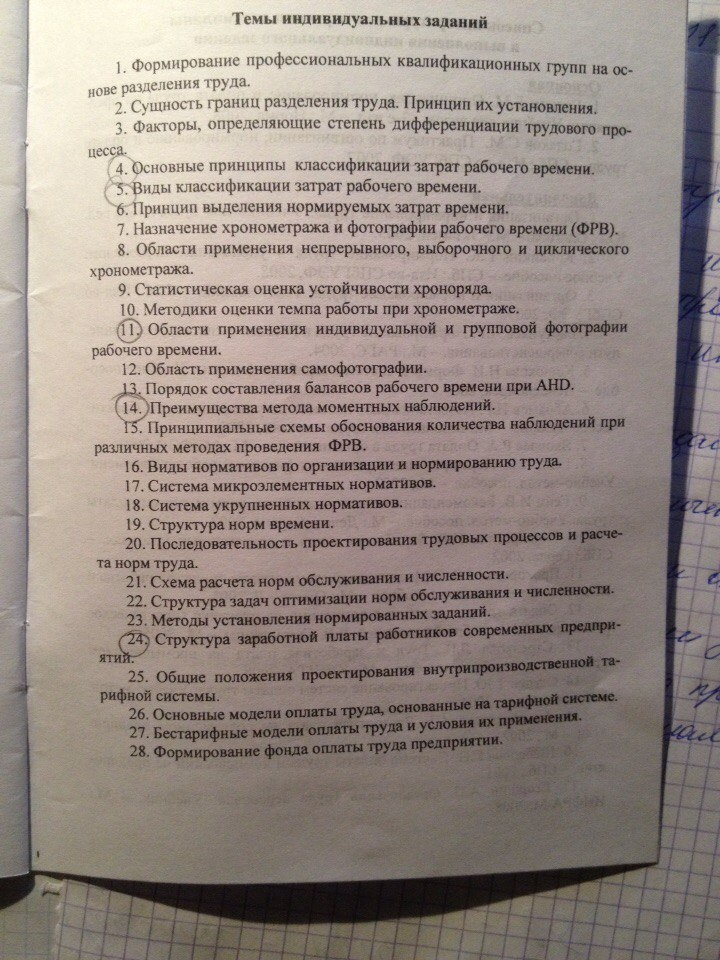 Темы индивидуальных заданий
1. Формирование профессиональных квалификационных групп на ос-
нове разделения труда.
2. Сущность границ разделения труда. Принцип их установления.
3. Факторы, определяющие степень дифференциации трудового про-
цесса.
4. Основные принципы классификации затрат рабочего времени.
5. Виды классификации затрат рабочего времени.
6. Принцип выделения нормируемых затрат времени.
7. Назначение хронометража и фотографии рабочего времени (ФРВ).
8. Области применения непрерывного, выборочного и циклического
хронометража.
9. Статистическая оценка устойчивости хроноряда.
10. Методики оценки темпа работы при хронометраже.
11. Области применения индивидуальной и групповой фотографии
рабочего времени.
12. Область применения самофотографии.
13. Порядок составления балансов рабочего времени при АНD.
14. Преимущества метода моментных наблюдений.
15. Принципиальные схемы обоснования количества наблюдений при
различных методах проведения ФРВ.
16. Виды нормативов по организации и нормированию труда.
17. Система микроэлементных нормативов.
18. Система укрупненных нормативов.
19. Структура норм времени.
20. Последовательность проектирования трудовых процессов и расче-
та норм труда.
21. Схема расчета норм обслуживания и численности.
22. Структура задач оптимизации норм обслуживания и численности.
23. Методы установления нормированных заданий.
24. Структура заработной платы работников современных предпри-
ятий.
25. Общие положения проектирования внутрипроизводственной та-
рифной системы.
26. Основные модели оплаты труда, основанные на тарифной системе.
27. Бестарифные модели оплаты труда и условия их применения.
28. Формирование фонда оплаты труда предприятии.